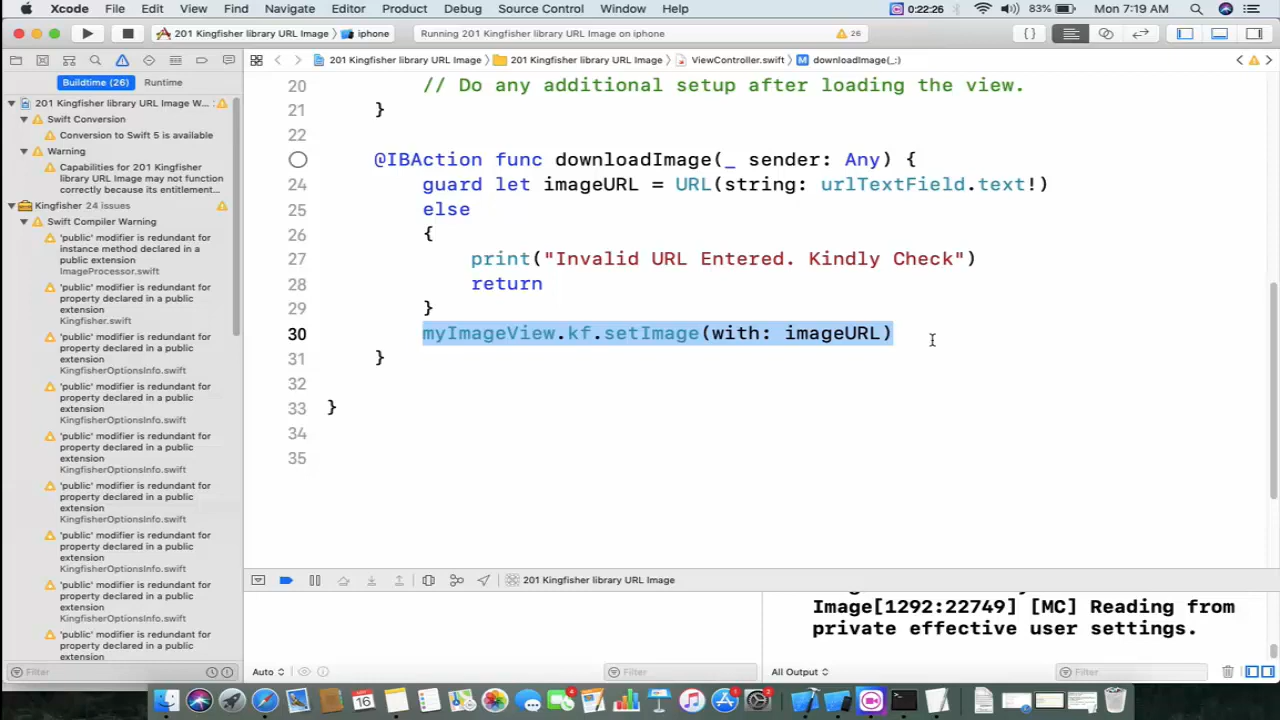 Xcode File Edit View Find Navigate Editor Product Debug Source Control Window Help 00:22:26 83% Mon 7:19 AM
201 Kingfisher library URL Image iphone Running 201 Kingfisher library URL Image on iphone 26
201 Kingfisher library URL Image 201 Kingfisher library URL Image ViewController.swift M downloadImage(_:)
Buildtime (26) Runtime
201 Kingfisher library URL Image W...
Swift Conversion
Conversion to Swift 5 is available
Warning
Capabilities for 201 Kingfisher
library URL Image may not function
correctly because its entitlement...
Kingfisher 24 issues
Swift Compiler Warning
'public' modifier is redundant for
instance method declared in a
public extension
ImageProcessor.swift
'public' modifier is redundant for
property declared in a public
extension
Kingfisher.swift
'public' modifier is redundant for
property declared in a public
extension
KingfisherOptionsInfo.swift
'public' modifier is redundant for
property declared in a public
extension
KingfisherOptionsInfo.swift
'public' modifier is redundant for
property declared in a public
extension
KingfisherOptionsInfo.swift
'public' modifier is redundant for
property declared in a public
extension
KingfisherOptionsInfo.swift
'public' modifier is redundant for
property declared in a public
extension
KingfisherOptionsInfo.swift
'public' modifier is redundant for
property declared in a public
extension
KingfisherOptionsInfo.swift
'public' modifier is redundant for
property declared in a public
extension
Filter
20 // Do any additional setup after loading the view.
21 }
22
@IBAction func downloadImage(_ sender: Any) {
24 guard let imageURL = URL(string: urlTextField.text!)
25 else
26 {
27 print("Invalid URL Entered. Kindly Check")
28 return
29 }
30 myImageView.kf.setImage(with: imageURL)
31 }
32
33 }
34
35
201 Kingfisher library URL Image
Image[1292:22749] [MC] Reading from
private effective user settings.
Auto Filter All Output Filter
16 4 1 2